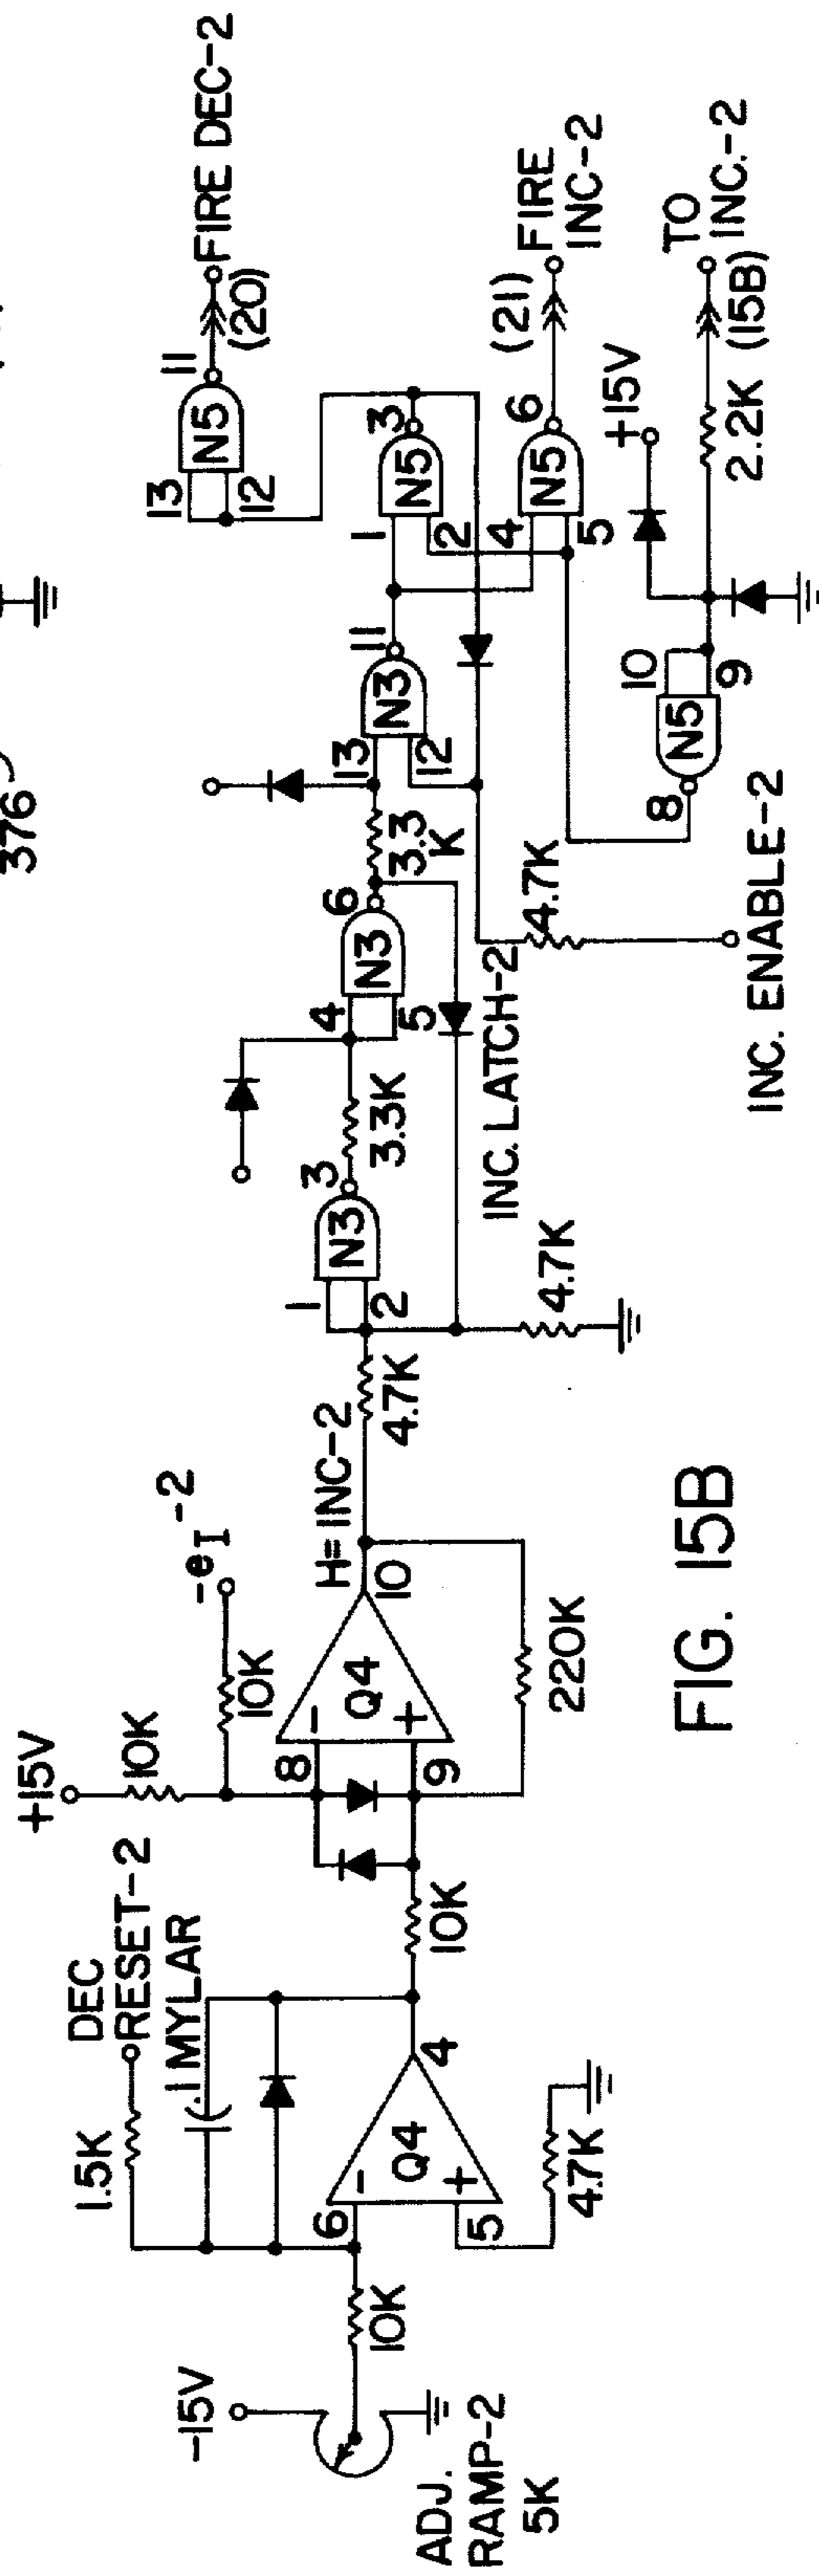 376
-15V
ADJ.
RAMP-2
5K
10K
1.5K
DEC
RESET-2
.1 MYLAR
6
-
Q4
+
5
4
4.7K
10K
+15V
10K
-eI-2
10K
8
-
Q4
+
9
10
H= INC-2
220K
4.7K
1
2
N3
3
4.7K
3.3K
4
5
N3
6
INC. LATCH-2
3.3
K
13
12
N3
11
4.7K
INC. ENABLE-2
1
2
N5
3
13
12
N5
11
FIRE DEC-2
(20)
4
5
N5
6
(21)
FIRE
INC-2
+15V
8
N5
10
9
2.2K
(15B)
TO
INC.-2
FIG. 15B